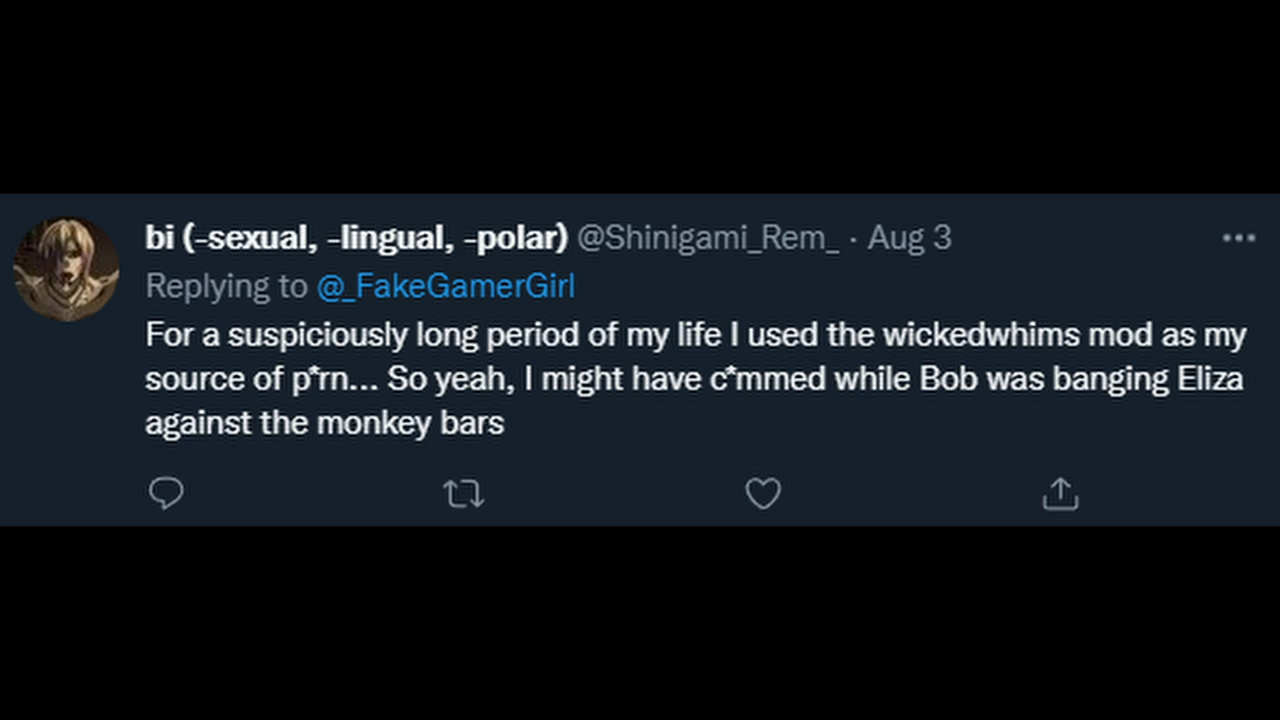 bi (-sexual, -lingual, -polar) @Shinigami_Rem_ · Aug 3
Replying to @_FakeGamerGirl
For a suspiciously long period of my life I used the wickedwhims mod as my
source of p*rn... So yeah, I might have c*mmed while Bob was banging Eliza
against the monkey bars